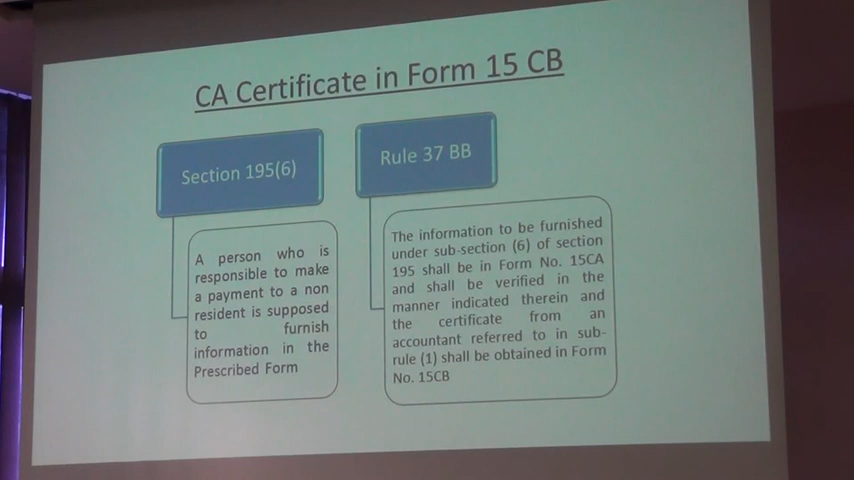 CA Certificate in Form 15 CB
Section 195(6)
A person who is
responsible to make
a payment to a non
resident is supposed
to furnish
information in the
Prescribed Form
Rule 37 BB
The information to be furnished
under sub-section (6) of section
195 shall be in Form No. 15CA
and shall be verified in the
manner indicated therein and
the certificate from an
accountant referred to in sub-
rule (1) shall be obtained in Form
No. 15CB